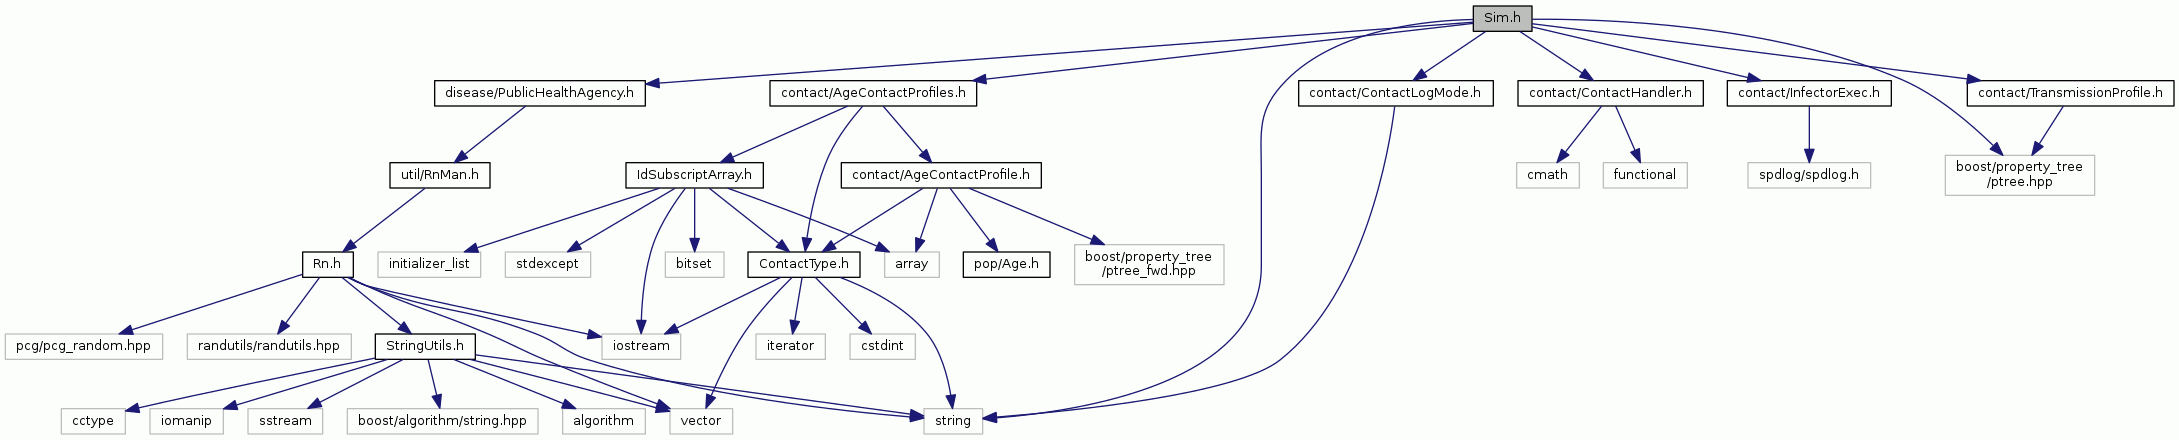 Sim.h
disease/PublicHealthAgency.h
contact/AgeContactProfiles.h
contact/ContactLogMode.h
contact/ContactHandler.h
contact/InfectorExec.h
contact/TransmissionProfile.h
util/RnMan.h
IdSubscriptArray.h
contact/AgeContactProfile.h
cmath
functional
spdlog/spdlog.h
boost/property_tree
/ptree.hpp
Rn.h
initializer_list
stdexcept
bitset
ContactType.h
array
pop/Age.h
boost/property_tree
/ptree_fwd.hpp
pcg/pcg_random.hpp
randutils/randutils.hpp
StringUtils.h
iostream
iterator
cstdint
cctype
iomanip
sstream
boost/algorithm/string.hpp
algorithm
vector
string